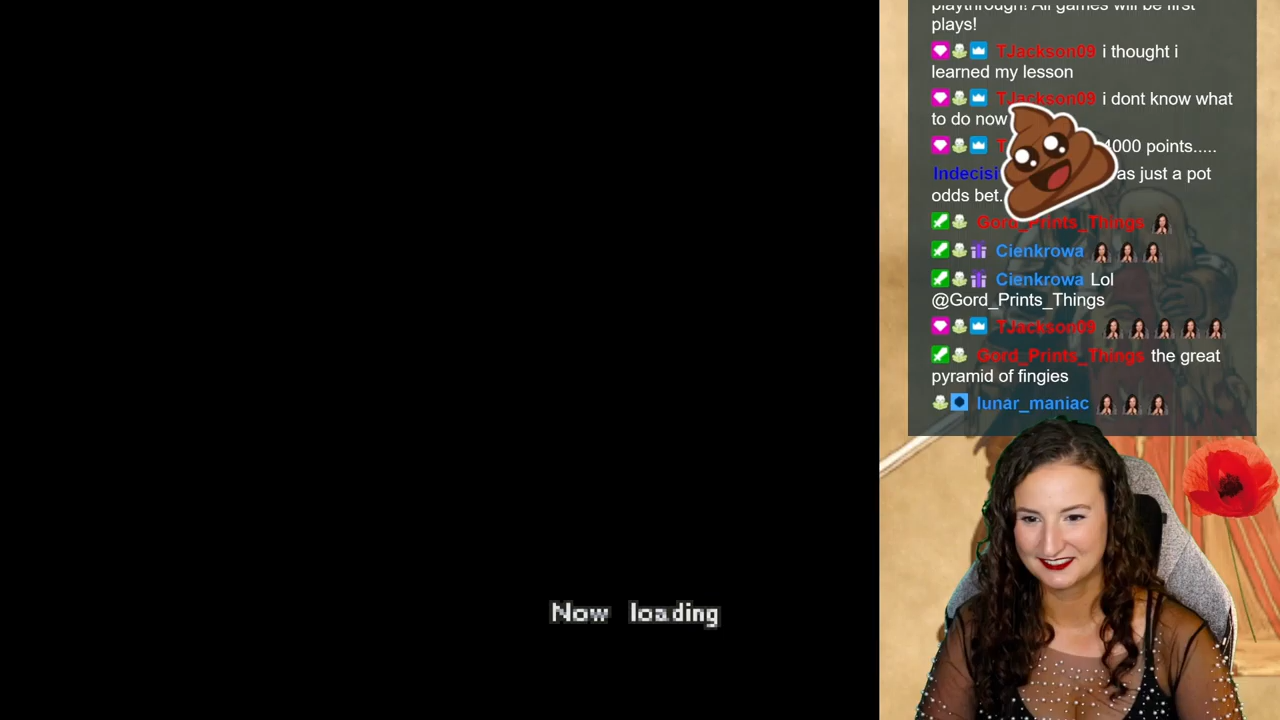 playthrough! All games will be first
plays!
TJackson09 i thought i
learned my lesson
TJackson09 i dont know what
to do now
4000 points.....
Indecisi as just a pot
odds bet.
Gord_Prints_Things
Cienkrowa
Cienkrowa Lol
@Gord_Prints_Things
TJackson09
Gord_Prints_Things the great
pyramid of fingies
lunar_maniac
Now loading